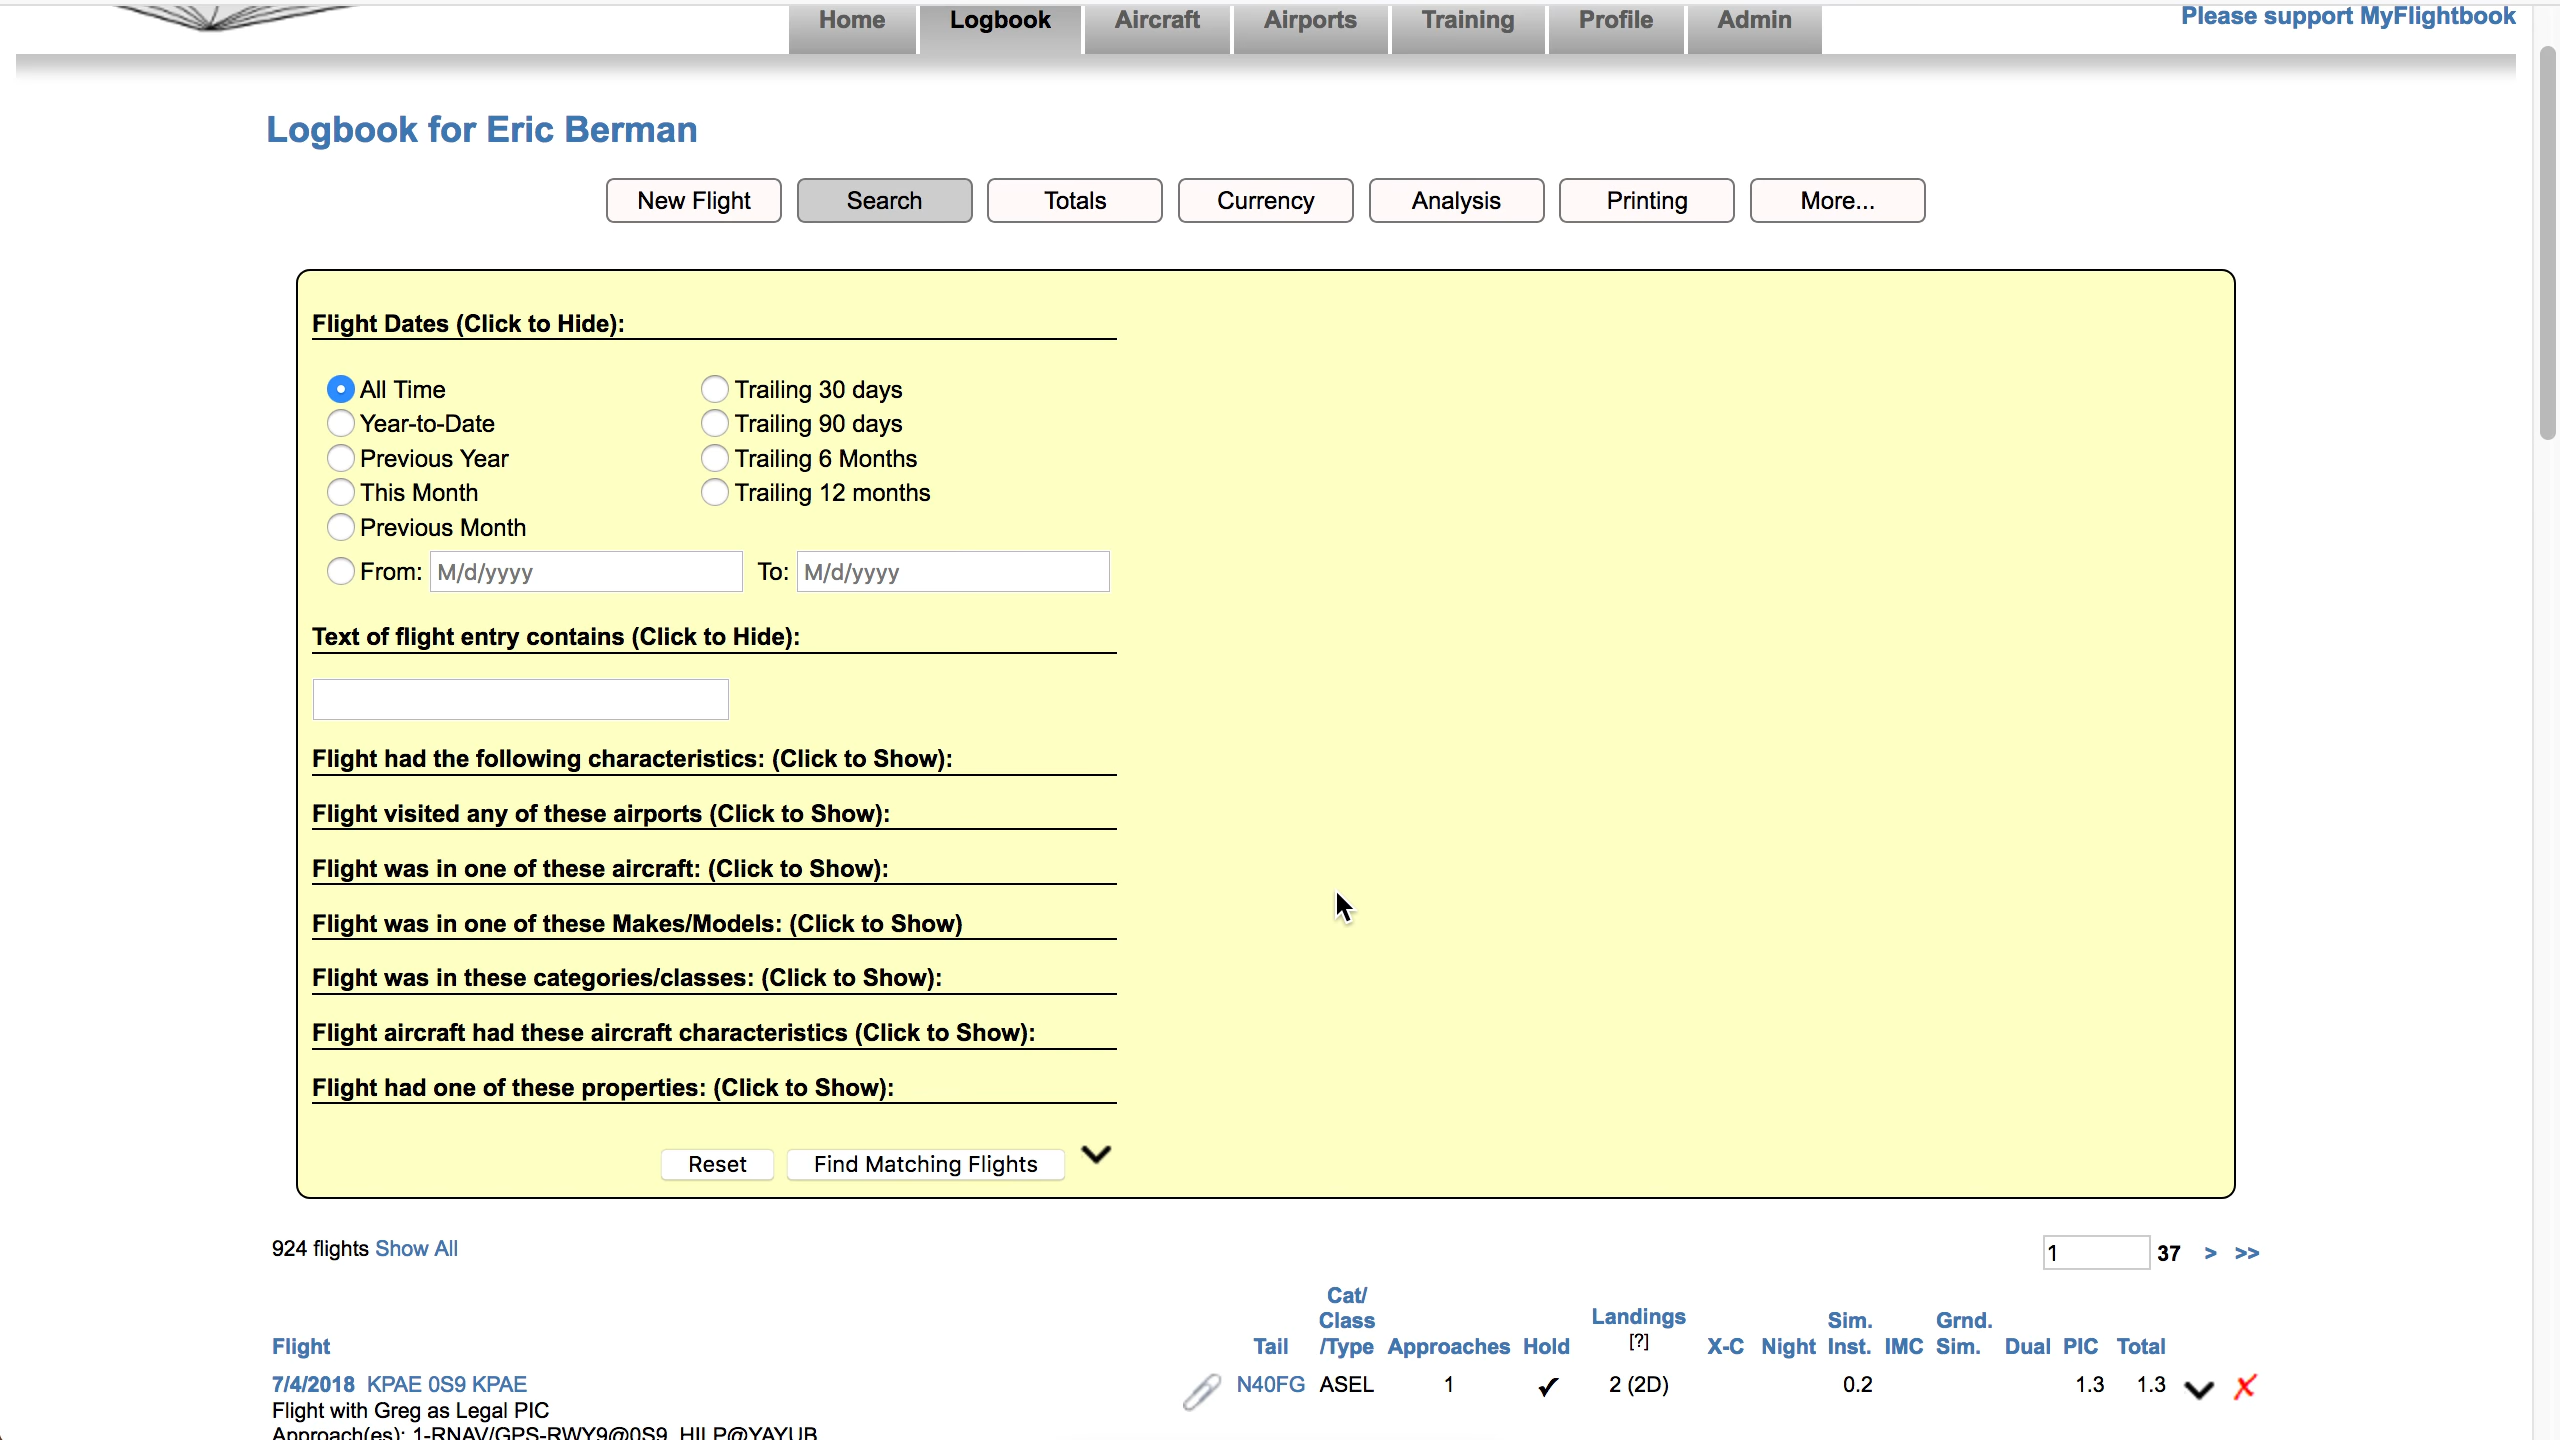 Home Logbook Aircraft Airports Training Profile Admin
Please support MyFlightbook
Logbook for Eric Berman
New Flight Search Totals Currency Analysis Printing More...
Flight Dates (Click to Hide):
All Time Trailing 30 days
Year-to-Date Trailing 90 days
Previous Year Trailing 6 Months
This Month Trailing 12 months
Previous Month
From: M/d/yyyy To: M/d/yyyy
Text of flight entry contains (Click to Hide):
Flight had the following characteristics: (Click to Show):
Flight visited any of these airports (Click to Show):
Flight was in one of these aircraft: (Click to Show):
Flight was in one of these Makes/Models: (Click to Show)
Flight was in these categories/classes: (Click to Show):
Flight aircraft had these aircraft characteristics (Click to Show):
Flight had one of these properties: (Click to Show):
Reset Find Matching Flights
924 flights Show All 1 37 > >>
Flight Tail Cat/ Class /Type Approaches Hold Landings [?] X-C Night Sim. Inst. IMC Grnd. Sim. Dual PIC Total
7/4/2018 KPAE 0S9 KPAE N40FG ASEL 1 ✓ 2 (2D) 0.2 1.3 1.3
Flight with Greg as Legal PIC
Approach(es): 1-RNAV/GPS-RWY9@0S9, HILP@YAYUB